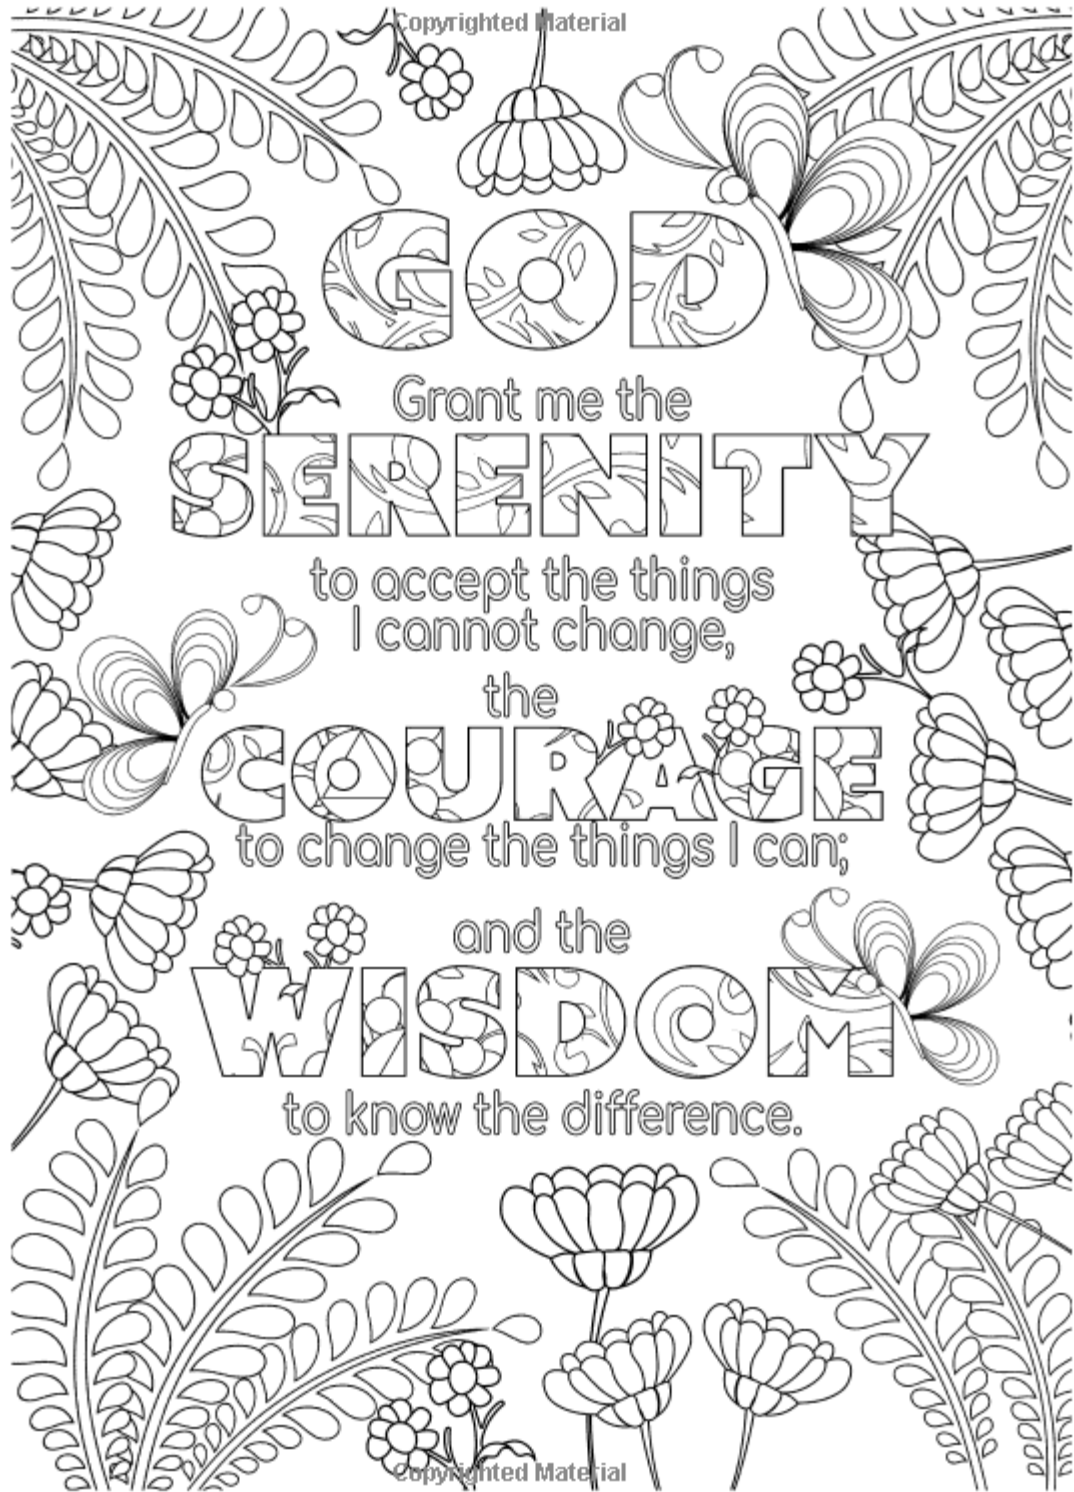 Copyrighted Material
GOD
Grant me the
SERENITY
to accept the things
I cannot change,
the
COURAGE
to change the things I can;
and the
WISDOM
to know the difference.
Copyrighted Material